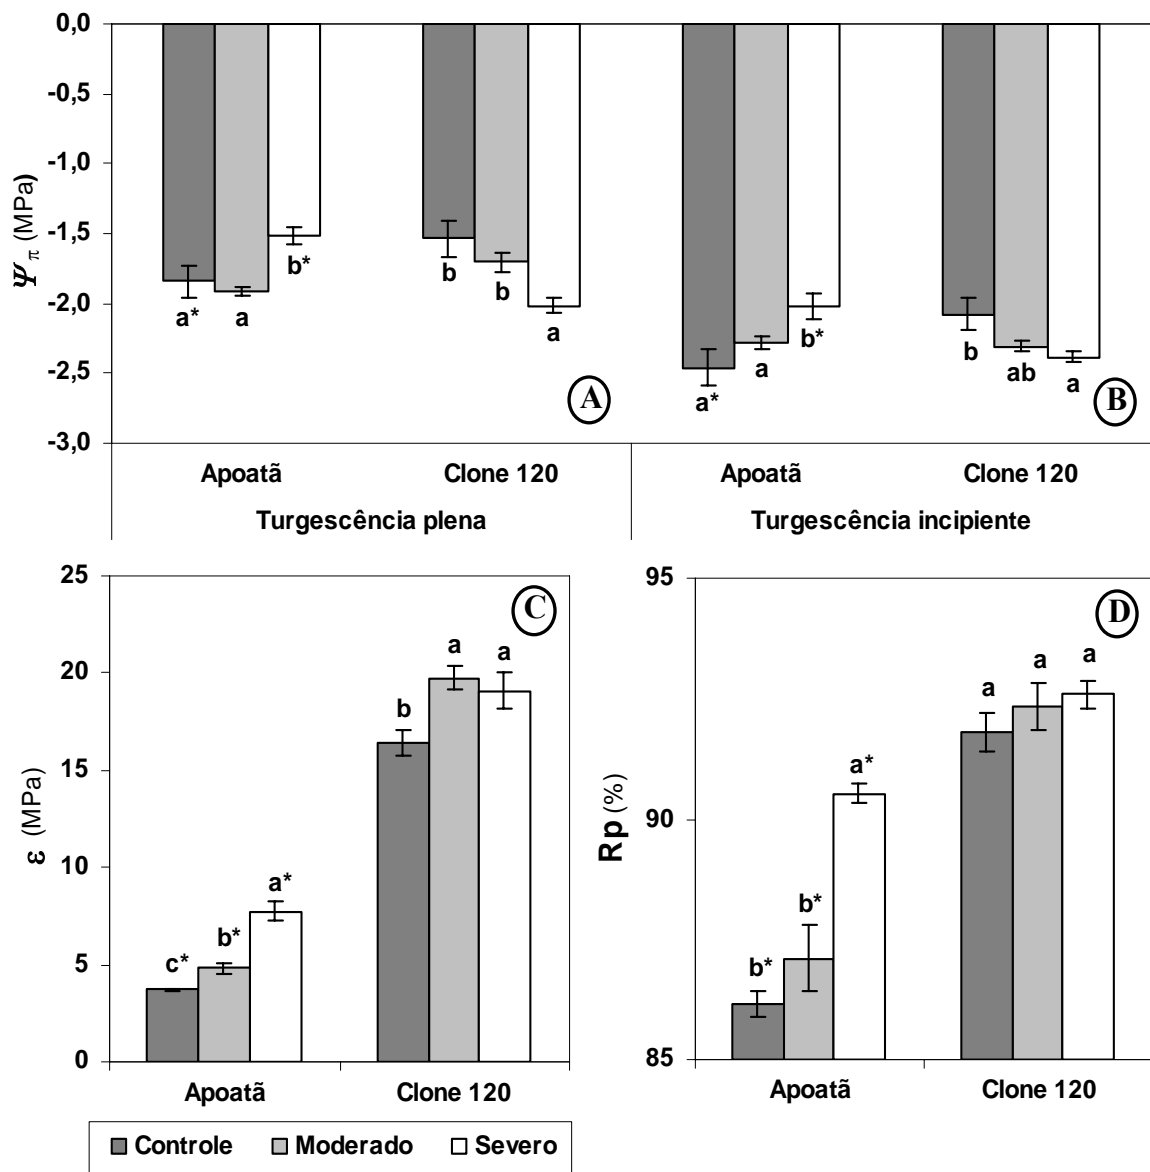 0,0
-0,5
-1,0
-1,5
-2,0
-2,5
-3,0
Ψπ (MPa)
a* a b*
b b a
a* a b*
b ab a
A
B
Apoatã Clone 120 Apoatã Clone 120
Turgescência plena Turgescência incipiente
25
20
15
10
5
0
ε (MPa)
C
c* b* a*
b a a
Apoatã Clone 120
95
90
85
Rp (%)
D
b* b* a*
a a a
Apoatã Clone 120
Controle Moderado Severo